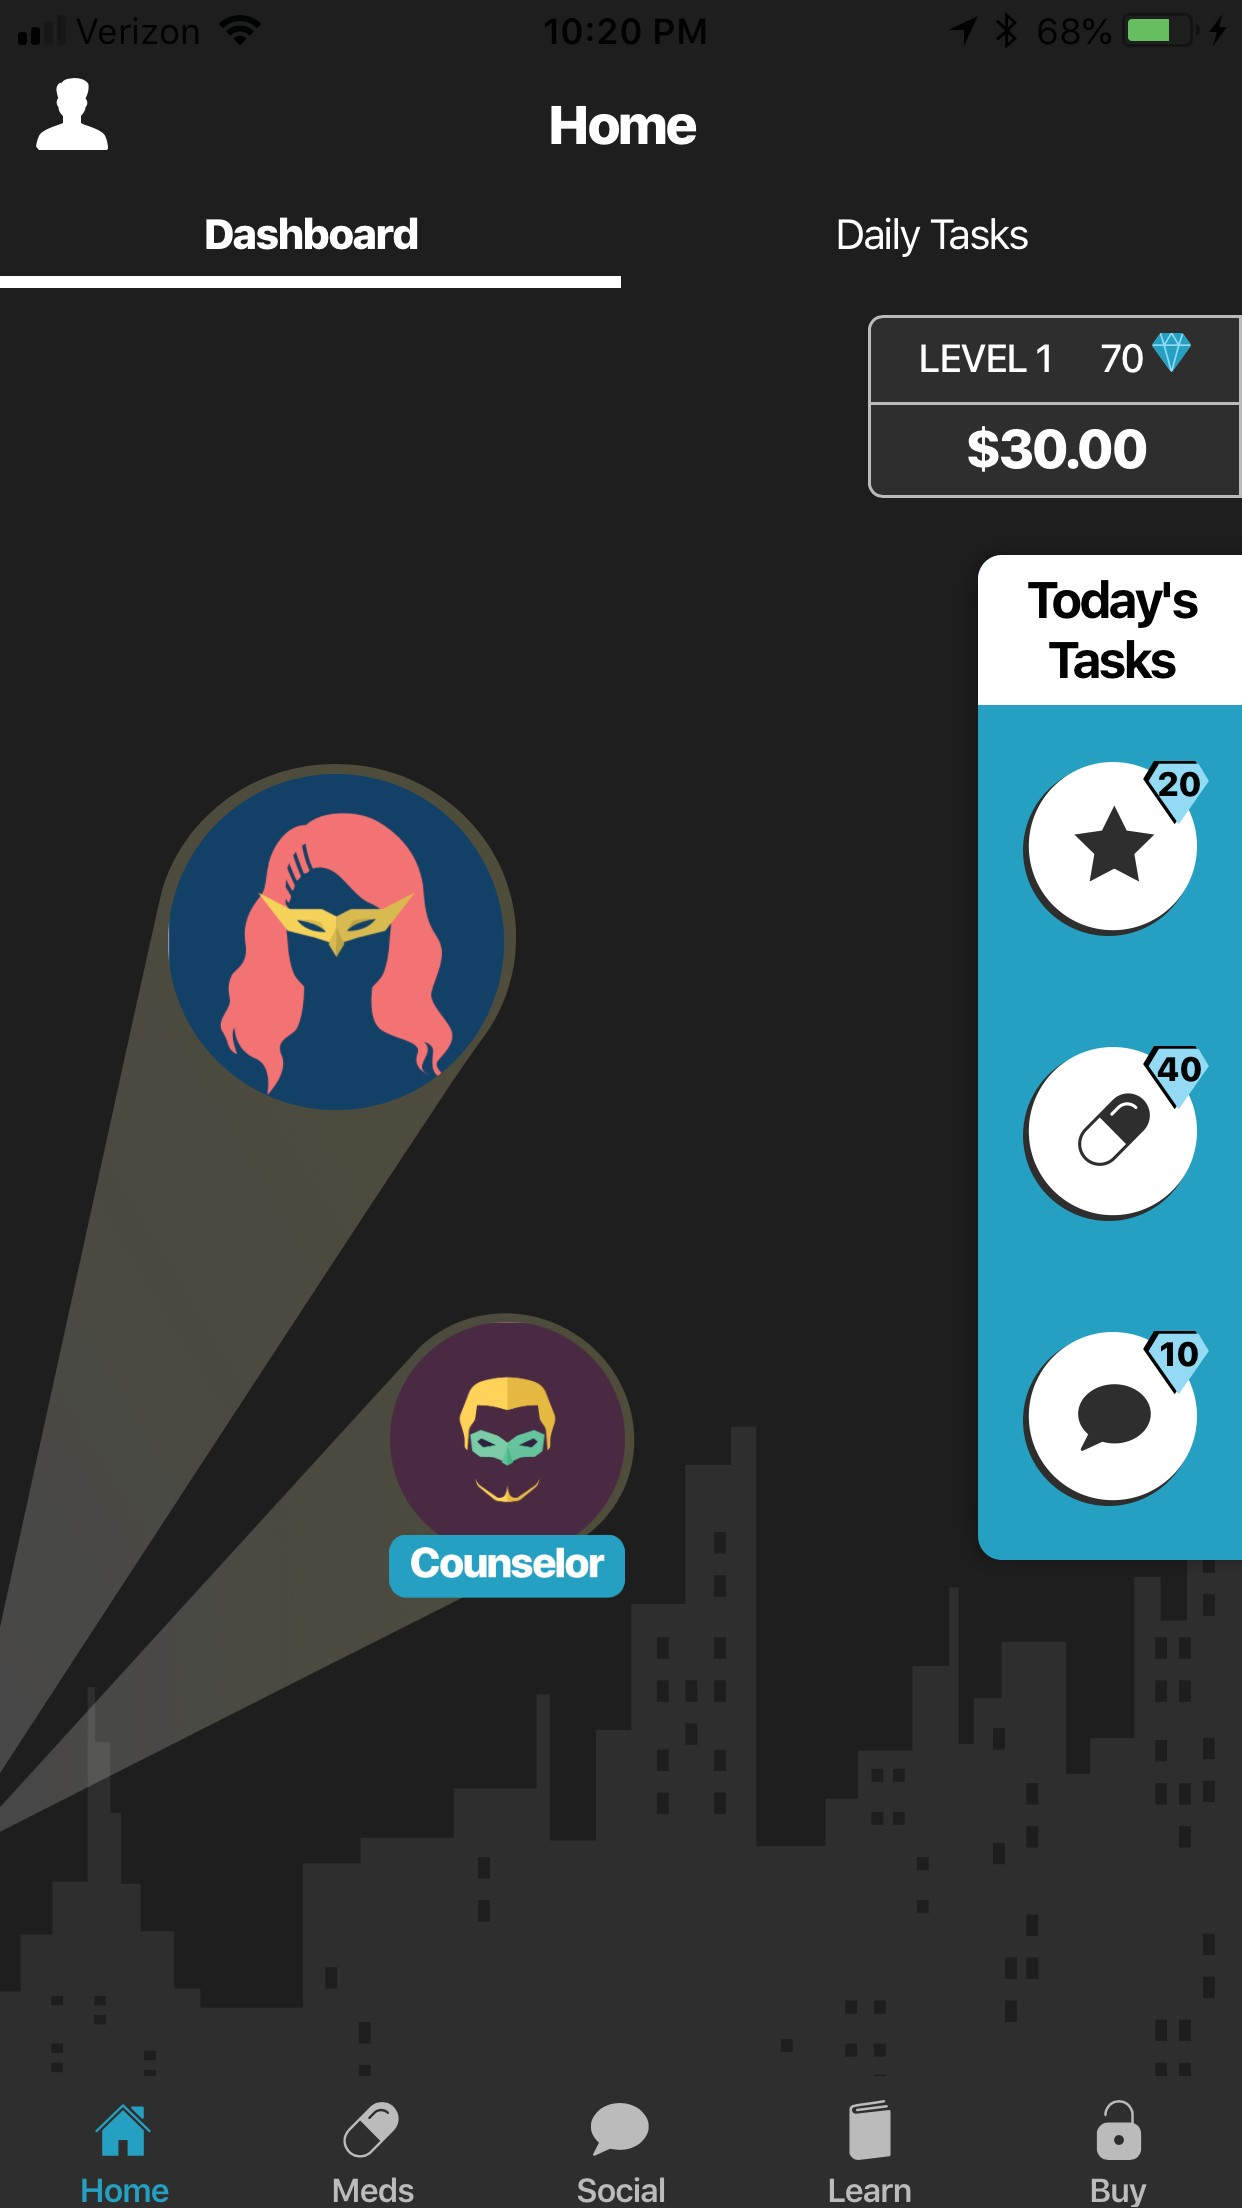 Verizon 10:20 PM 68%
Home
Dashboard Daily Tasks
LEVEL 1 70
$30.00
Today's
Tasks
20
40
10
Counselor
Home Meds Social Learn Buy